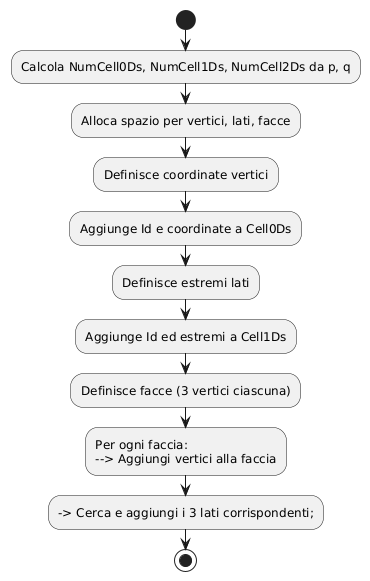 Calcola NumCell0Ds, NumCell1Ds, NumCell2Ds da p, q
Alloca spazio per vertici, lati, facce
Definisce coordinate vertici
Aggiunge Id e coordinate a Cell0Ds
Definisce estremi lati
Aggiunge Id ed estremi a Cell1Ds
Definisce facce (3 vertici ciascuna)
Per ogni faccia:
--> Aggiungi vertici alla faccia
-> Cerca e aggiungi i 3 lati corrispondenti;